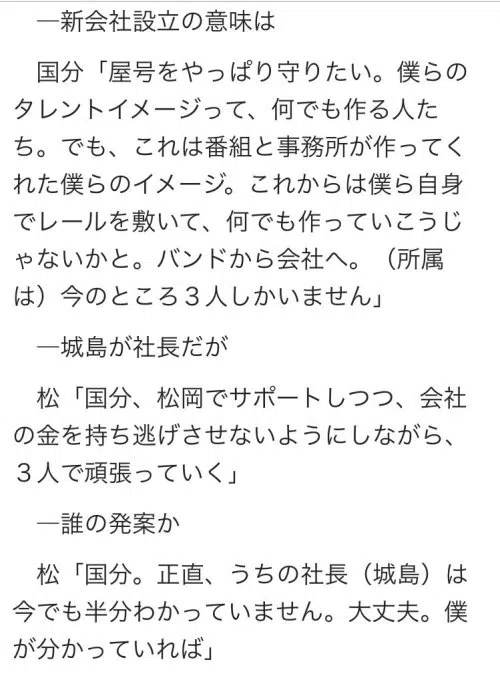 ―新会社設立の意味は
国分「屋号をやっぱり守りたい。僕らの
タレントイメージって、何でも作る人た
ち。でも、これは番組と事務所が作ってく
れた僕らのイメージ。これからは僕ら自身
でレールを敷いて、何でも作っていこうじ
ゃないかと。バンドから会社へ。（所属
は）今のところ３人しかいません」
―城島が社長だが
松「国分、松岡でサポートしつつ、会社
の金を持ち逃げさせないようにしながら、
３人で頑張っていく」
―誰の発案か
松「国分。正直、うちの社長（城島）は
今でも半分わかっていません。大丈夫。僕
が分かっていれば」